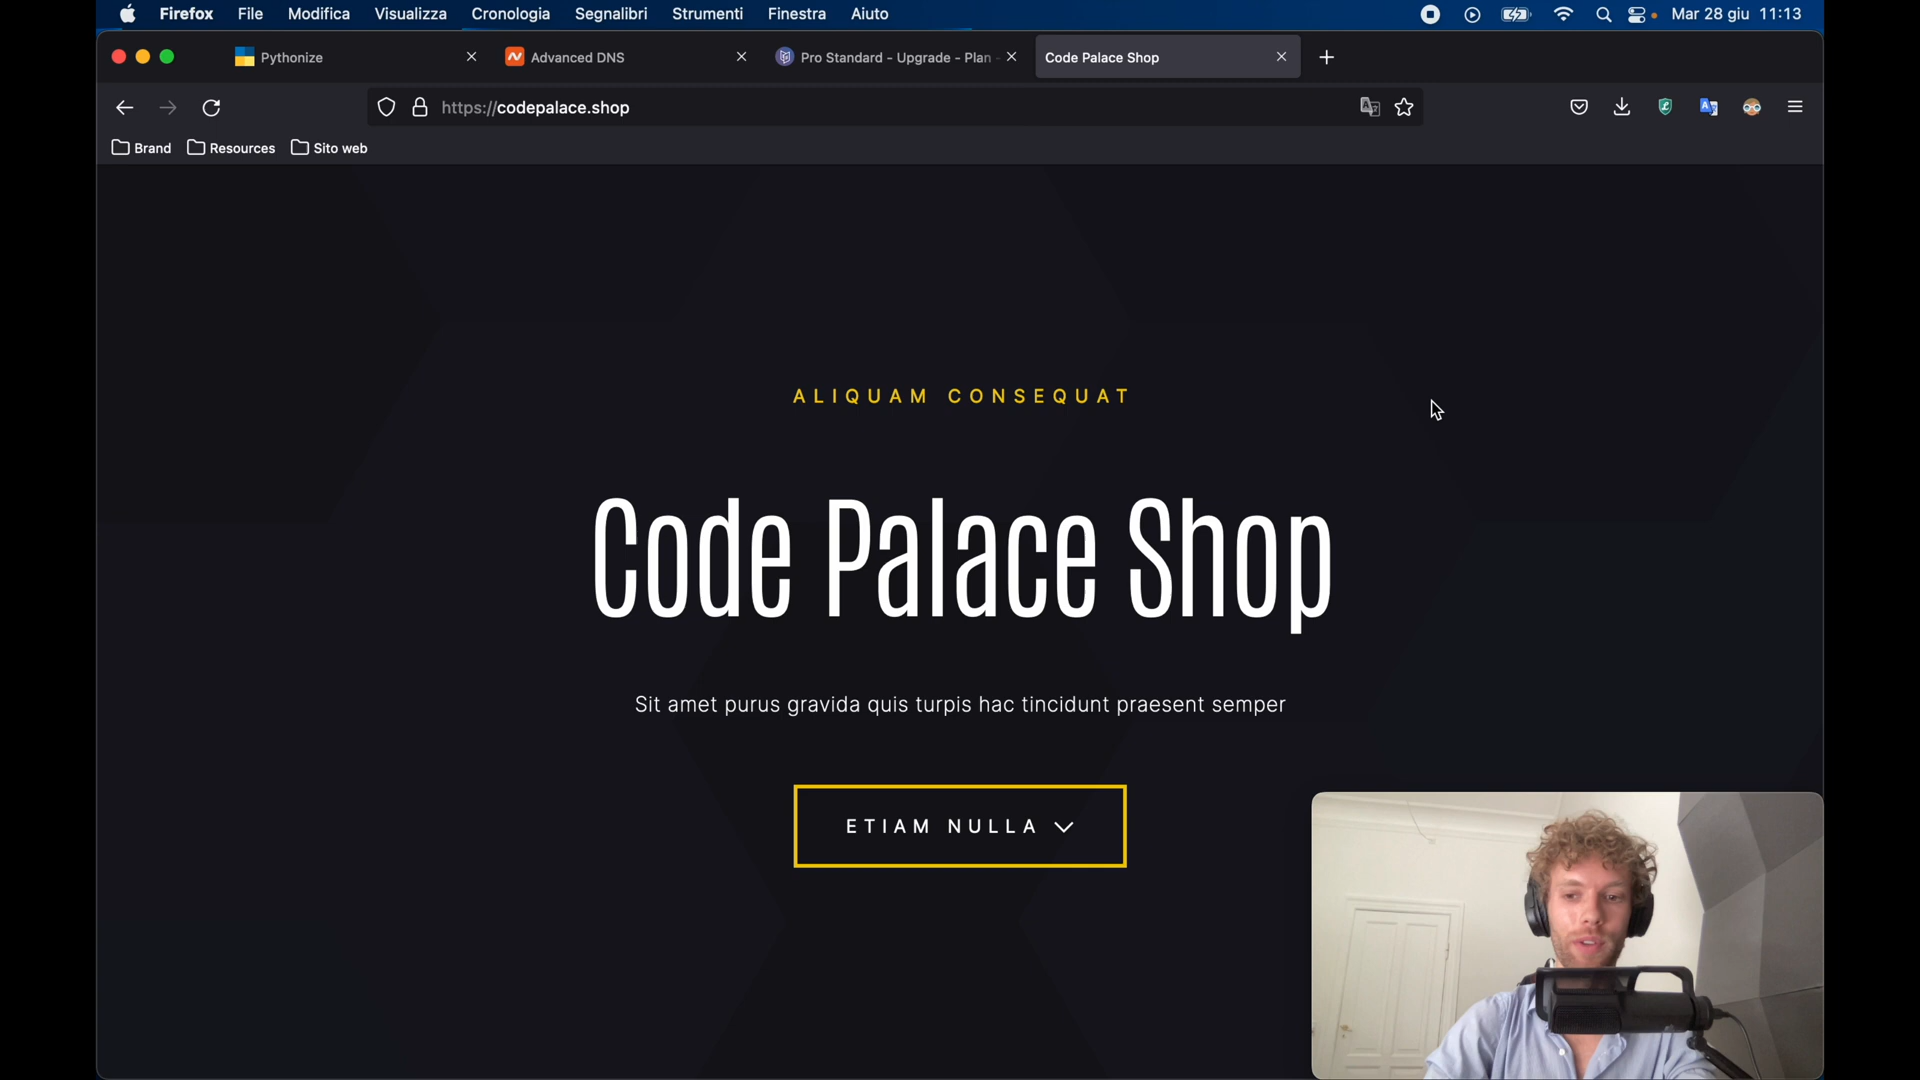 Firefox File Modifica Visualizza Cronologia Segnalibri Strumenti Finestra Aiuto Mar 28 giu 11:13
Pythonize Advanced DNS Pro Standard - Upgrade - Plan - Code Palace Shop
https://codepalace.shop
Brand Resources Sito web
ALIQUAM CONSEQUAT
Code Palace Shop
Sit amet purus gravida quis turpis hac tincidunt praesent semper
ETIAM NULLA